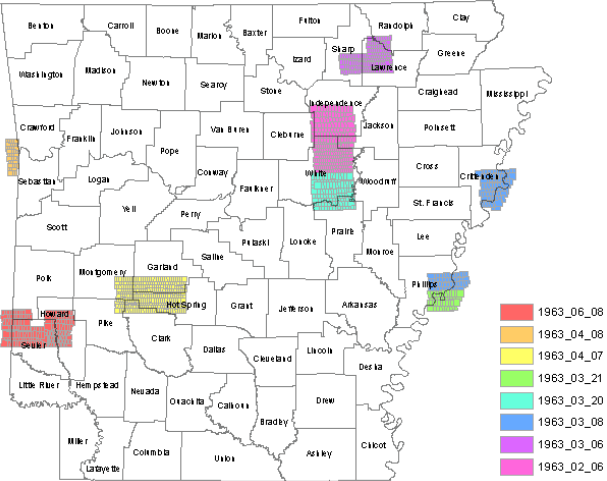 Benton
Carroll
Boone
Marion
Baxter
Fulton
Randolph
Clay
Sharp
Izard
Lawrence
Greene
Washington
Madison
Newton
Searcy
Stone
Independence
Craighead
Mississippi
Crawford
Franklin
Johnson
Pope
Van Buren
Cleburne
Jackson
Poinsett
Sebastian
Logan
Conway
Faulkner
White
Woodruff
Cross
Crittenden
St. Francis
Scott
Yell
Perry
Pulaski
Lonoke
Prairie
Monroe
Lee
Saline
Polk
Montgomery
Garland
Hot Spring
Grant
Jefferson
Arkansas
Phillips
Howard
Sevier
Pike
Clark
Dallas
Cleveland
Lincoln
Desha
Little River
Hempstead
Nevada
Ouachita
Calhoun
Bradley
Drew
Miller
Lafayette
Columbia
Union
Ashley
Chicot
1963_06_08
1963_04_08
1963_04_07
1963_03_21
1963_03_20
1963_03_08
1963_03_06
1963_02_06